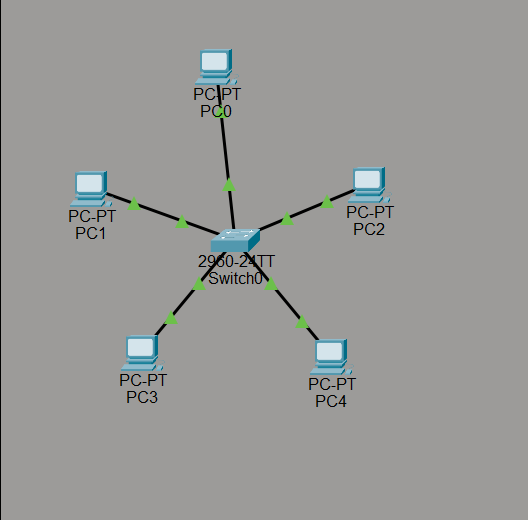 PC-PT
PC0
PC-PT
PC1
PC-PT
PC2
2960-24TT
Switch0
PC-PT
PC3
PC-PT
PC4